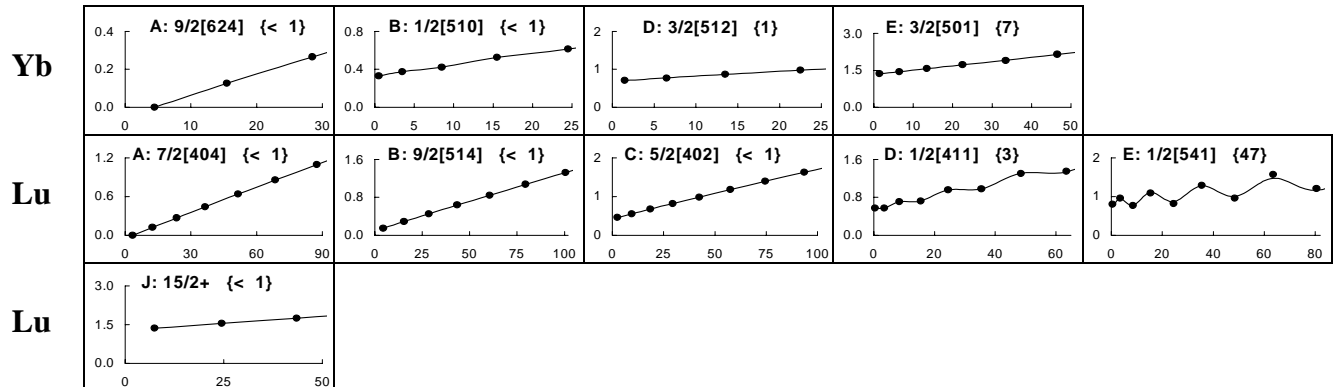 Yb
A: 9/2[624] {< 1}
0.4
0.2
0.0
0 10 20 30
B: 1/2[510] {< 1}
0.8
0.4
0.0
0 5 10 15 20 25
D: 3/2[512] {1}
2
1
0
0 5 10 15 20 25
E: 3/2[501] {7}
3.0
1.5
0.0
0 10 20 30 40 50
Lu
A: 7/2[404] {< 1}
1.2
0.6
0.0
0 30 60 90
B: 9/2[514] {< 1}
1.6
0.8
0.0
0 25 50 75 100
C: 5/2[402] {< 1}
2
1
0
0 25 50 75 100
D: 1/2[411] {3}
1.6
0.8
0.0
0 20 40 60
E: 1/2[541] {47}
2
1
0
0 20 40 60 80
Lu
J: 15/2+ {< 1}
3.0
1.5
0.0
0 25 50